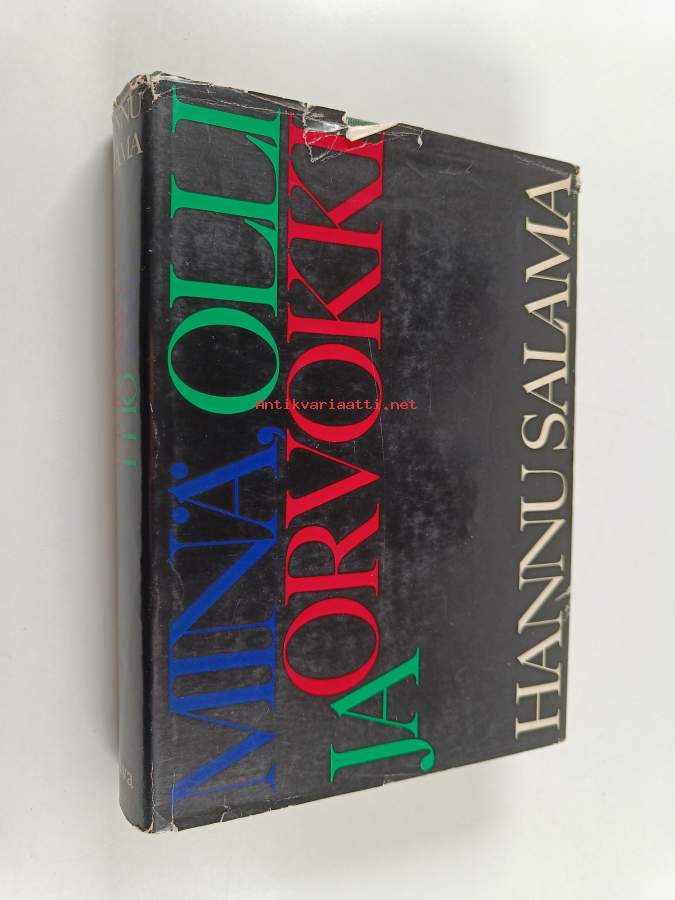 MINÄ, OLLI
ORVOKKI
JA
HANNU SALAMA
Antikvariaatti.net